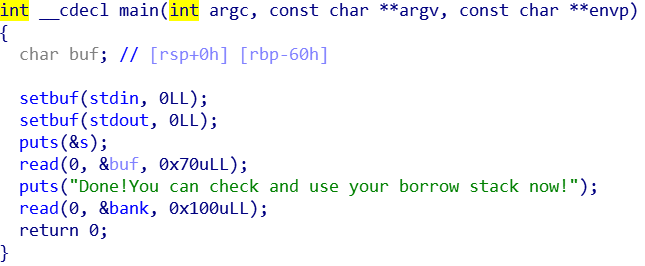 int __cdecl main(int argc, const char **argv, const char **envp)
{
  char buf; // [rsp+0h] [rbp-60h]
  setbuf(stdin, 0LL);
  setbuf(stdout, 0LL);
  puts(&s);
  read(0, &buf, 0x70uLL);
  puts("Done!You can check and use your borrow stack now!");
  read(0, &bank, 0x100uLL);
  return 0;
}